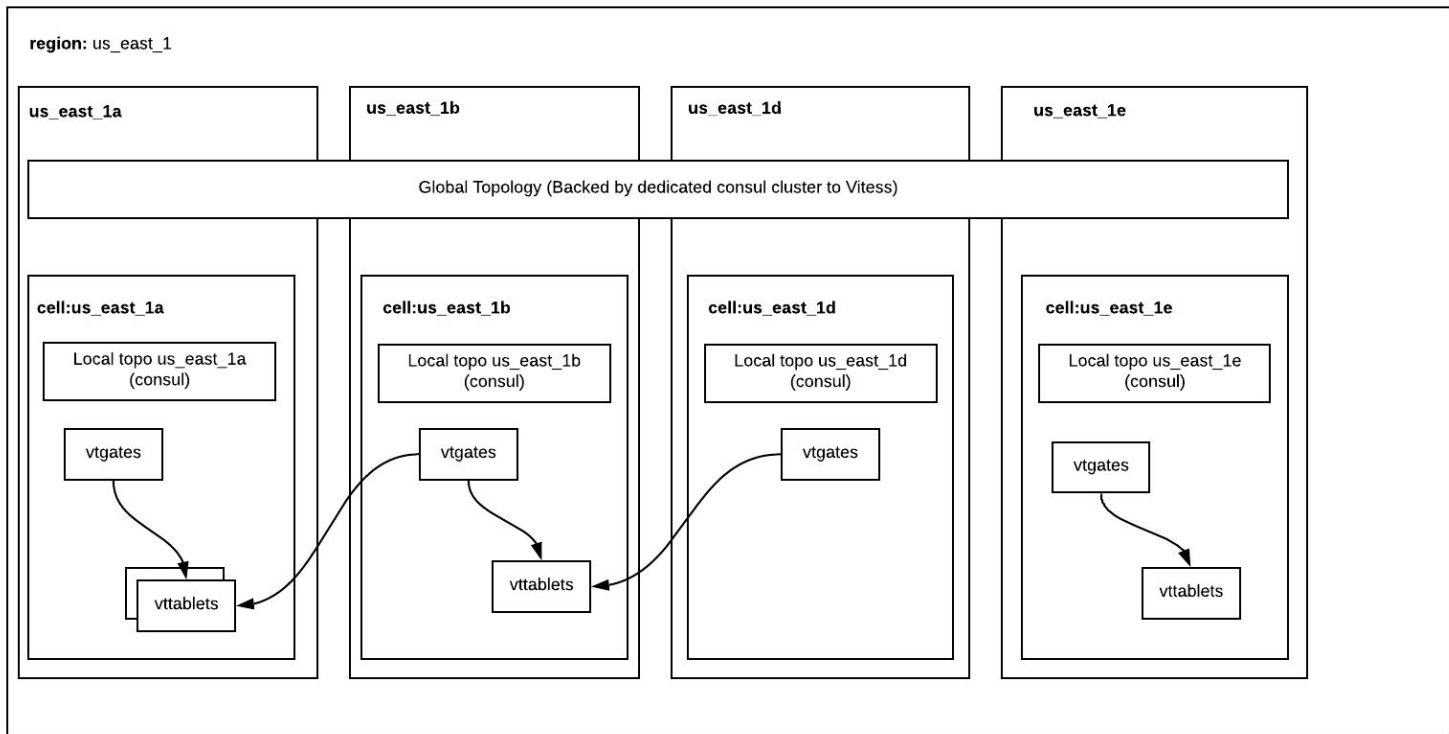 region: us_east_1
us_east_1a
us_east_1b
us_east_1d
us_east_1e
Global Topology (Backed by dedicated consul cluster to Vitess)
cell:us_east_1a
cell:us_east_1b
cell:us_east_1d
cell:us_east_1e
Local topo us_east_1a
(consul)
Local topo us_east_1b
(consul)
Local topo us_east_1d
(consul)
Local topo us_east_1e
(consul)
vtgates
vtgates
vtgates
vtgates
vttablets
vttablets
vttablets